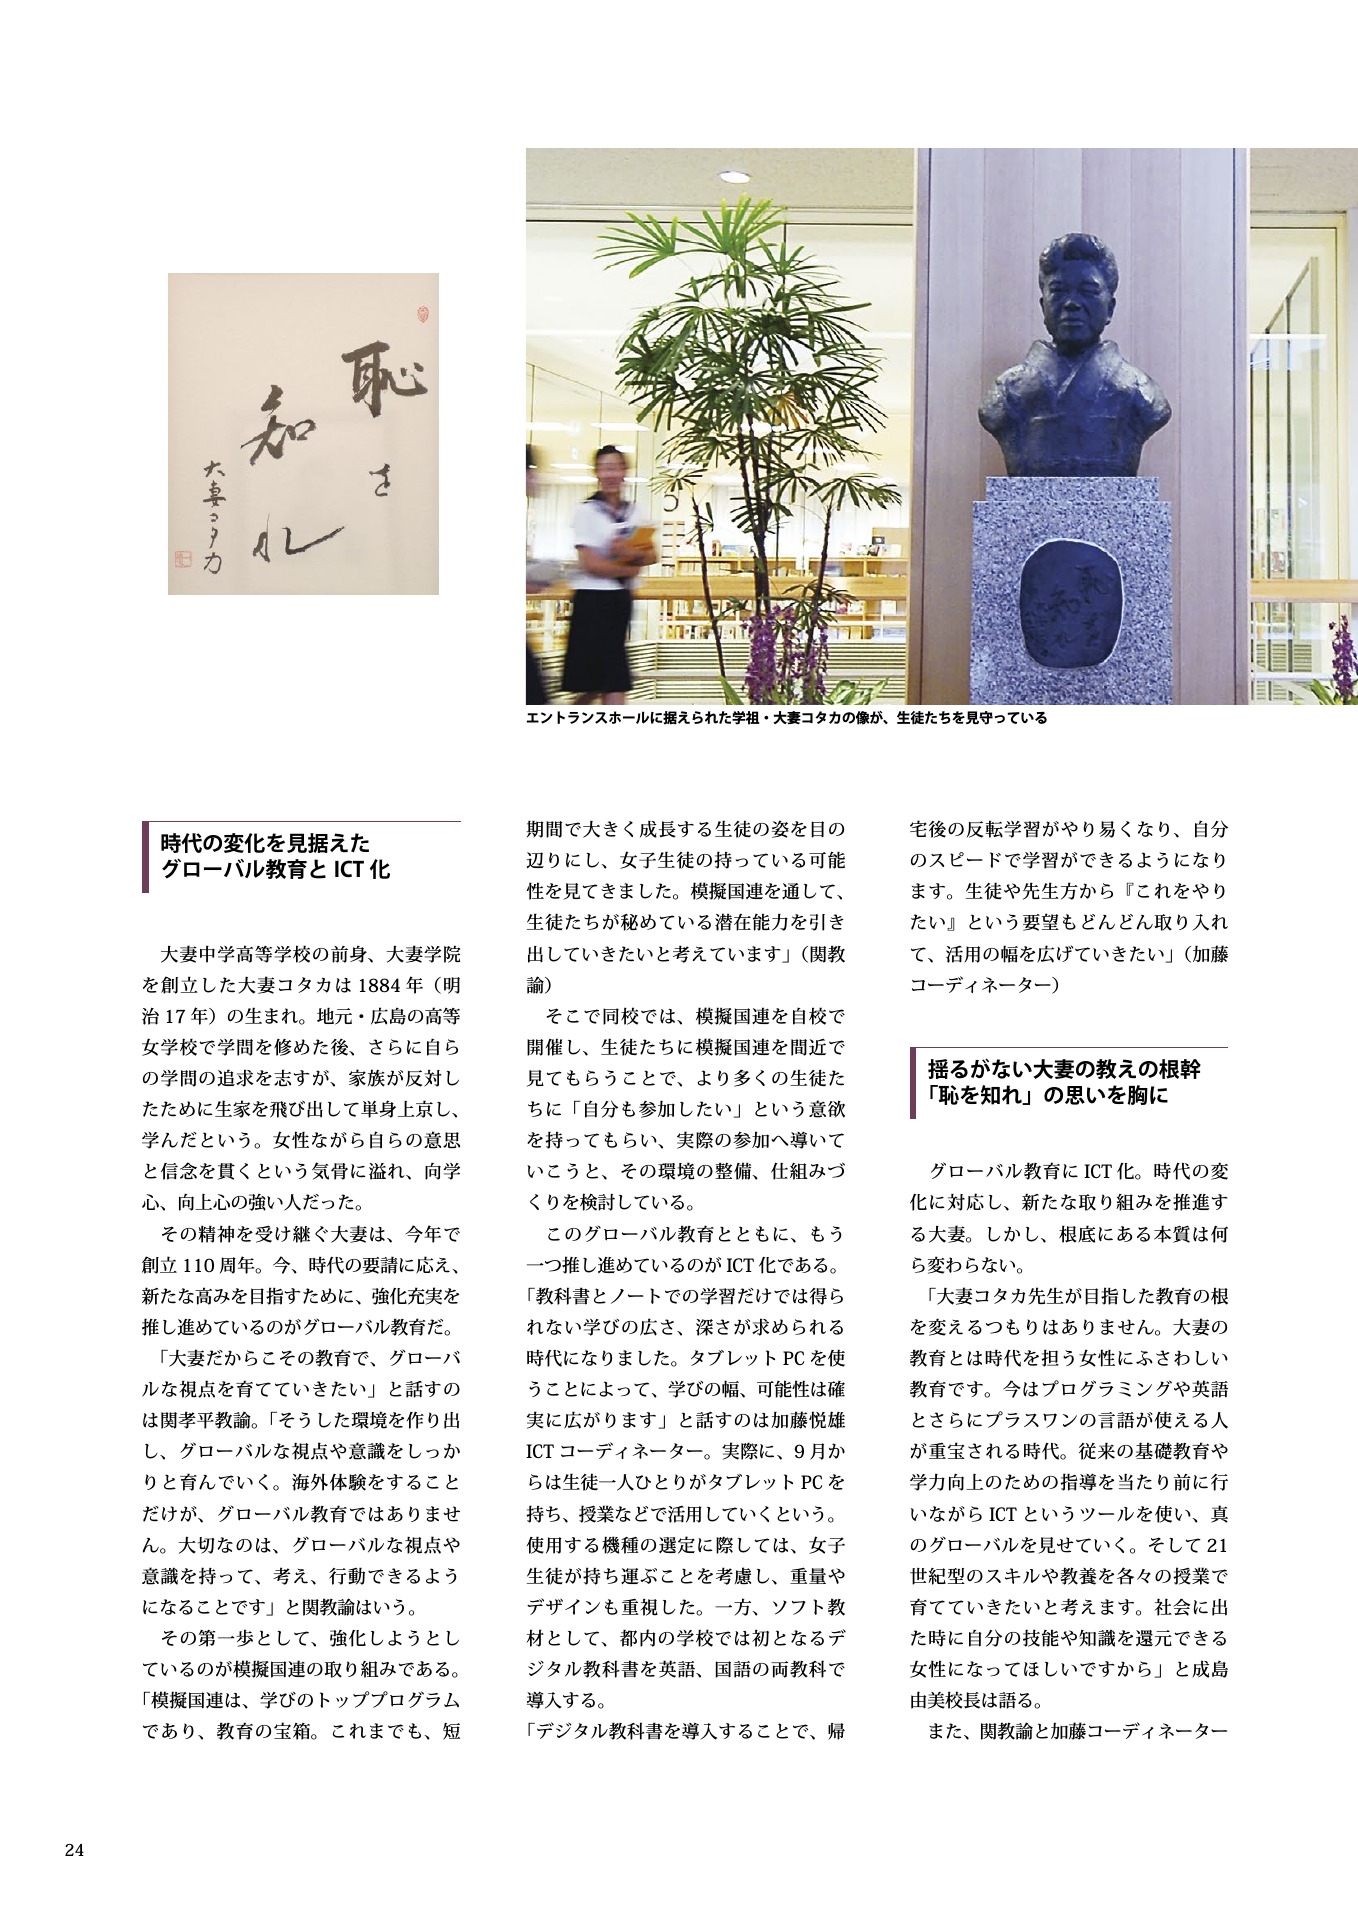 恥を
知れ
大妻コタカ
エントランスホールに据えられた学祖・大妻コタカの像が、生徒たちを見守っている
時代の変化を見据えた
グローバル教育と ICT 化
大妻中学高等学校の前身、大妻学院
を創立した大妻コタカは 1884 年（明
治 17 年）の生まれ。地元・広島の高等
女学校で学問を修めた後、さらに自ら
の学問の追求を志すが、家族が反対し
たために生家を飛び出して単身上京し、
学んだという。女性ながら自らの意思
と信念を貫くという気骨に溢れ、向学
心、向上心の強い人だった。
その精神を受け継ぐ大妻は、今年で
創立 110 周年。今、時代の要請に応え、
新たな高みを目指すために、強化充実を
推し進めているのがグローバル教育だ。
「大妻だからこその教育で、グローバ
ルな視点を育てていきたい」と話すの
は関孝平教諭。「そうした環境を作り出
し、グローバルな視点や意識をしっか
りと育んでいく。海外体験をすること
だけが、グローバル教育ではありませ
ん。大切なのは、グローバルな視点や
意識を持って、考え、行動できるよう
になることです」と関教諭はいう。
その第一歩として、強化しようとし
ているのが模擬国連の取り組みである。
「模擬国連は、学びのトッププログラム
であり、教育の宝箱。これまでも、短
期間で大きく成長する生徒の姿を目の
辺りにし、女子生徒の持っている可能
性を見てきました。模擬国連を通して、
生徒たちが秘めている潜在能力を引き
出していきたいと考えています」（関教
諭）
そこで同校では、模擬国連を自校で
開催し、生徒たちに模擬国連を間近で
見てもらうことで、より多くの生徒た
ちに「自分も参加したい」という意欲
を持ってもらい、実際の参加へ導いて
いこうと、その環境の整備、仕組みづ
くりを検討している。
このグローバル教育とともに、もう
一つ推し進めているのが ICT 化である。
「教科書とノートでの学習だけでは得ら
れない学びの広さ、深さが求められる
時代になりました。タブレット PC を使
うことによって、学びの幅、可能性は確
実に広がります」と話すのは加藤悦雄
ICT コーディネーター。実際に、9 月か
らは生徒一人ひとりがタブレット PC を
持ち、授業などで活用していくという。
使用する機種の選定に際しては、女子
生徒が持ち運ぶことを考慮し、重量や
デザインも重視した。一方、ソフト教
材として、都内の学校では初となるデ
ジタル教科書を英語、国語の両教科で
導入する。
「デジタル教科書を導入することで、帰
宅後の反転学習がやり易くなり、自分
のスピードで学習ができるようになり
ます。生徒や先生方から『これをやり
たい』という要望もどんどん取り入れ
て、活用の幅を広げていきたい」（加藤
コーディネーター）
揺るがない大妻の教えの根幹
「恥を知れ」の思いを胸に
グローバル教育に ICT 化。時代の変
化に対応し、新たな取り組みを推進す
る大妻。しかし、根底にある本質は何
ら変わらない。
「大妻コタカ先生が目指した教育の根
を変えるつもりはありません。大妻の
教育とは時代を担う女性にふさわしい
教育です。今はプログラミングや英語
とさらにプラスワンの言語が使える人
が重宝される時代。従来の基礎教育や
学力向上のための指導を当たり前に行
いながら ICT というツールを使い、真
のグローバルを見せていく。そして 21
世紀型のスキルや教養を各々の授業で
育てていきたいと考えます。社会に出
た時に自分の技能や知識を還元できる
女性になってほしいですから」と成島
由美校長は語る。
また、関教諭と加藤コーディネーター
24